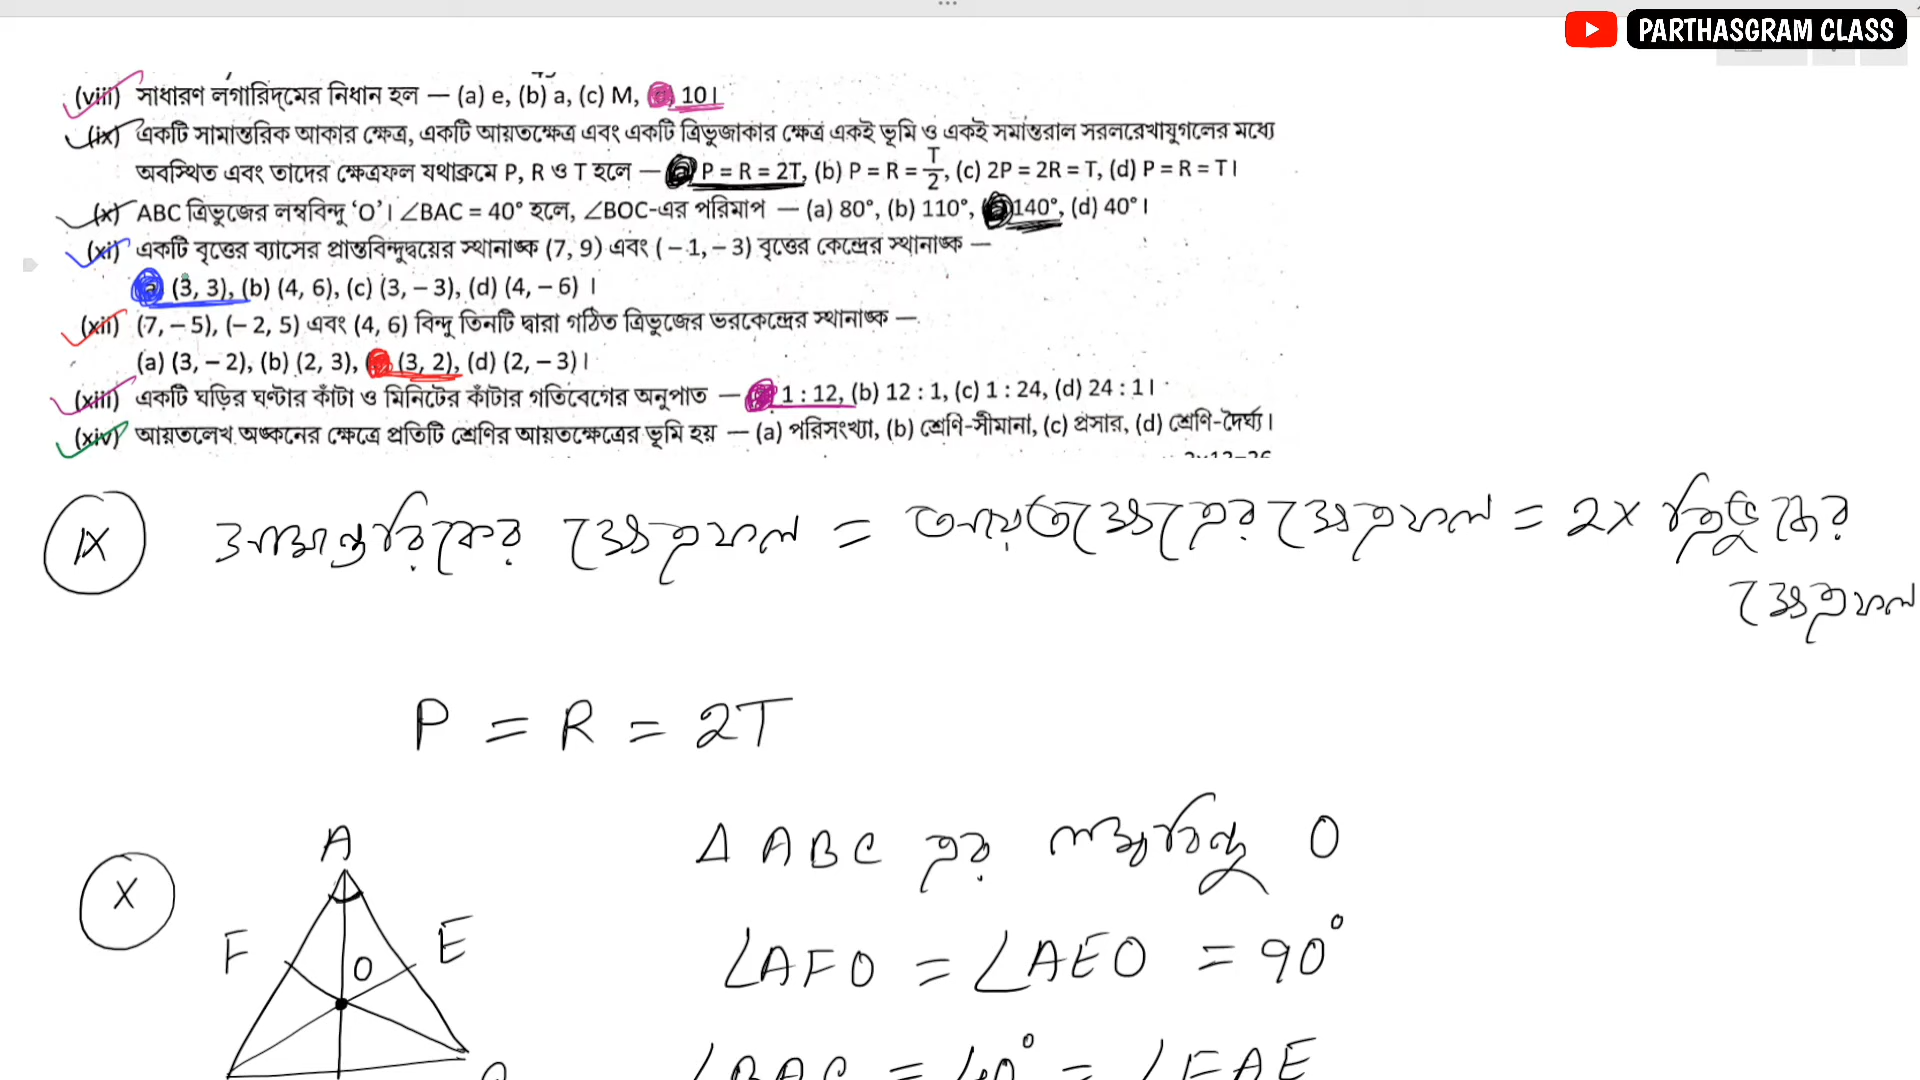 PARTHASGRAM CLASS
(viii) সাধারণ লগারিদ্‌মের নিধান হল — (a) e, (b) a, (c) M, 10।
(ix) একটি সামান্তরিক আকার ক্ষেত্র, একটি আয়তক্ষেত্র এবং একটি ত্রিভুজাকার ক্ষেত্র একই ভূমি ও একই সমান্তরাল সরলরেখাযুগলের মধ্যে
অবস্থিত এবং তাদের ক্ষেত্রফল যথাক্রমে P, R ও T হলে — P = R = 2T, (b) P = R = T/2, (c) 2P = 2R = T, (d) P = R = T।
(x) ABC ত্রিভুজের লম্ববিন্দু ‘O’। ∠BAC = 40° হলে, ∠BOC-এর পরিমাপ — (a) 80°, (b) 110°, 140°, (d) 40°।
(xi) একটি বৃত্তের ব্যাসের প্রান্তবিন্দুদ্বয়ের স্থানাঙ্ক (7, 9) এবং (– 1, – 3) বৃত্তের কেন্দ্রের স্থানাঙ্ক —
(3, 3), (b) (4, 6), (c) (3, – 3), (d) (4, – 6) ।
(xii) (7, – 5), (– 2, 5) এবং (4, 6) বিন্দু তিনটি দ্বারা গঠিত ত্রিভুজের ভরকেন্দ্রের স্থানাঙ্ক —
(a) (3, – 2), (b) (2, 3), (3, 2), (d) (2, – 3)।
(xiii) একটি ঘড়ির ঘণ্টার কাঁটা ও মিনিটের কাঁটার গতিবেগের অনুপাত — 1 : 12, (b) 12 : 1, (c) 1 : 24, (d) 24 : 1।
(xiv) আয়তলেখ অঙ্কনের ক্ষেত্রে প্রতিটি শ্রেণির আয়তক্ষেত্রের ভূমি হয় — (a) পরিসংখ্যা, (b) শ্রেণি-সীমানা, (c) প্রসার, (d) শ্রেণি-দৈর্ঘ্য।
IX সামান্তরিকের ক্ষেত্রফল = আয়তক্ষেত্রের ক্ষেত্রফল = 2× ত্রিভুজের
ক্ষেত্রফল
P = R = 2T
X
A
F
E
O
Δ ABC এর লম্ববিন্দু O
∠AFO = ∠AEO = 90°
∠BAC = 40° = ∠FAE